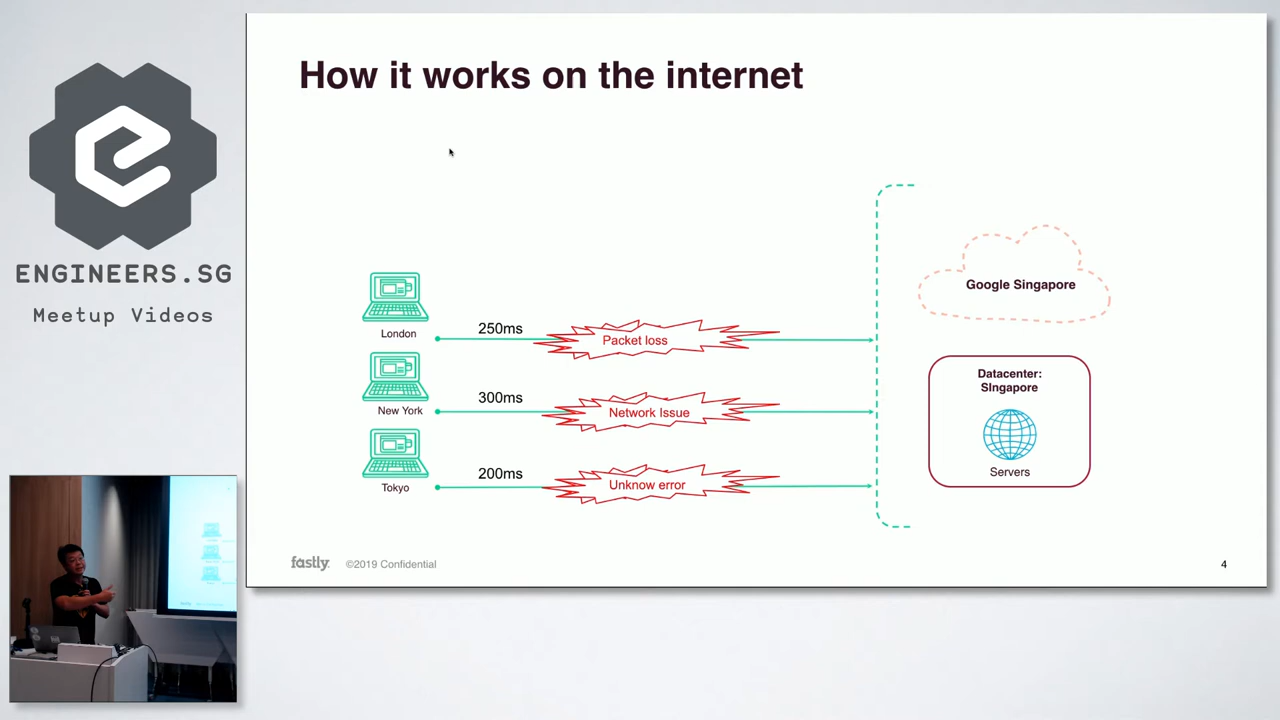 ENGINEERS.SG
Meetup Videos
How it works on the internet
London
250ms
Packet loss
New York
300ms
Network Issue
Tokyo
200ms
Unknow error
Google Singapore
Datacenter:
SIngapore
Servers
fastly
©2019 Confidential
4